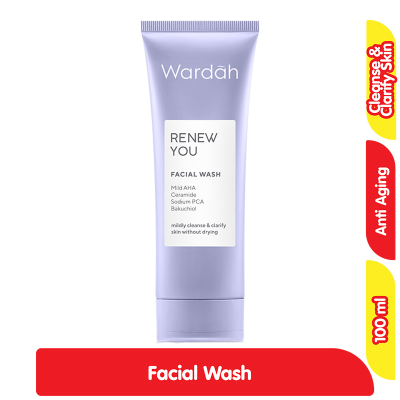 Wardah
RENEW
YOU
FACIAL WASH
Mild AHA
Ceramide
Sodium PCA
Bakuchiol
mildly cleanse & clarify
skin without drying
Cleanse &
Clarify Skin
Anti Aging
100 ml
Facial Wash